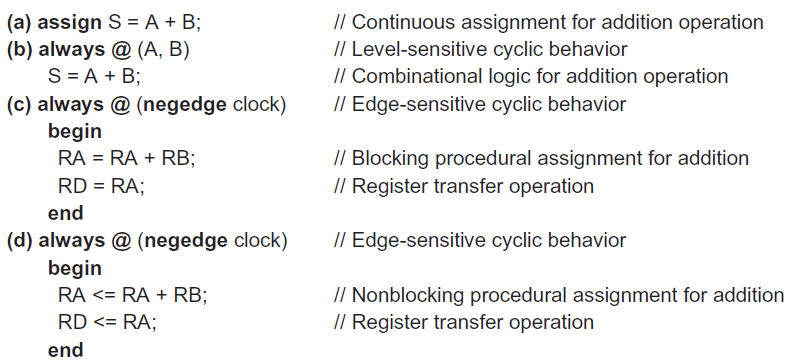 (a) assign S = A + B; // Continuous assignment for addition operation
(b) always @ (A, B) // Level-sensitive cyclic behavior
S = A + B; // Combinational logic for addition operation
(c) always @ (negedge clock) // Edge-sensitive cyclic behavior
begin
RA = RA + RB; // Blocking procedural assignment for addition
RD = RA; // Register transfer operation
end
(d) always @ (negedge clock) // Edge-sensitive cyclic behavior
begin
RA <= RA + RB; // Nonblocking procedural assignment for addition
RD <= RA; // Register transfer operation
end